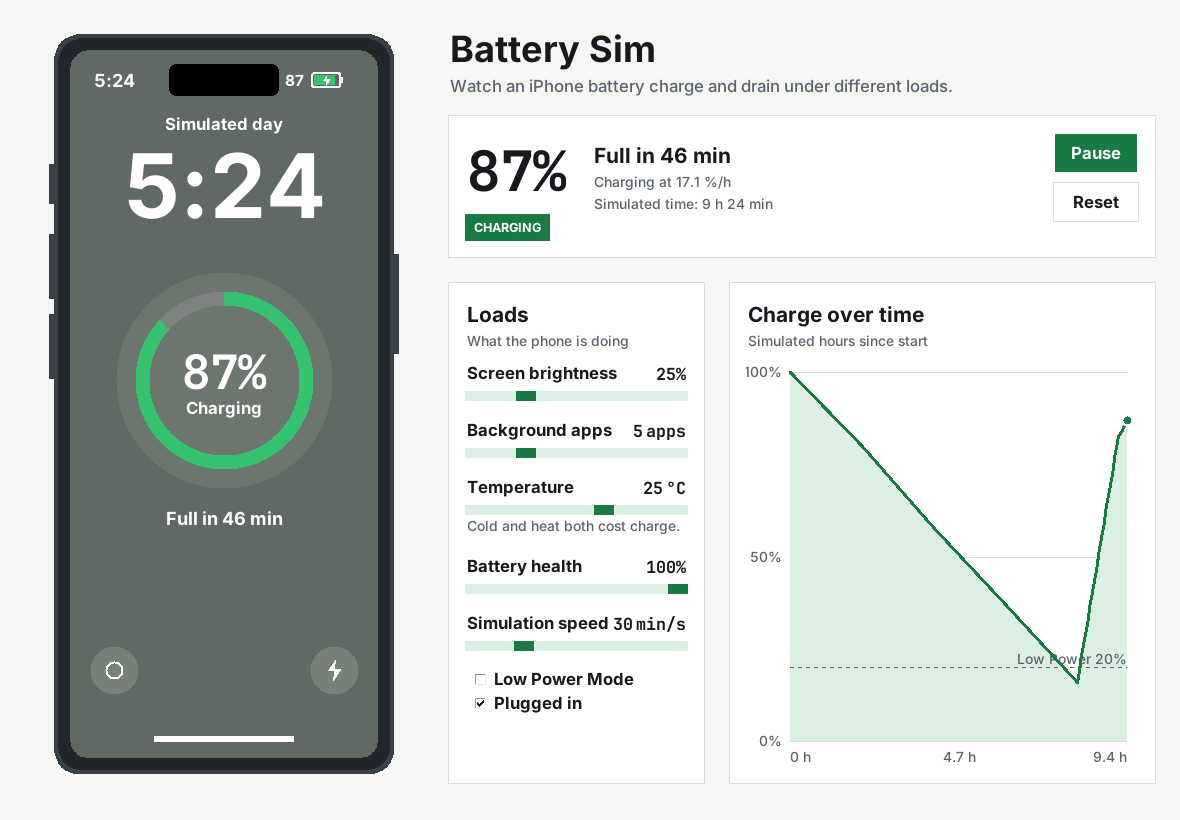 5:24
87
Simulated day
5:24
87%
Charging
Full in 46 min
Battery Sim
Watch an iPhone battery charge and drain under different loads.
87%
CHARGING
Full in 46 min
Charging at 17.1 %/h
Simulated time: 9 h 24 min
Pause
Reset
Loads
What the phone is doing
Screen brightness 25%
Background apps 5 apps
Temperature 25 °C
Cold and heat both cost charge.
Battery health 100%
Simulation speed 30 min/s
Low Power Mode
Plugged in
Charge over time
Simulated hours since start
100%
50%
Low Power 20%
0%
0 h 4.7 h 9.4 h